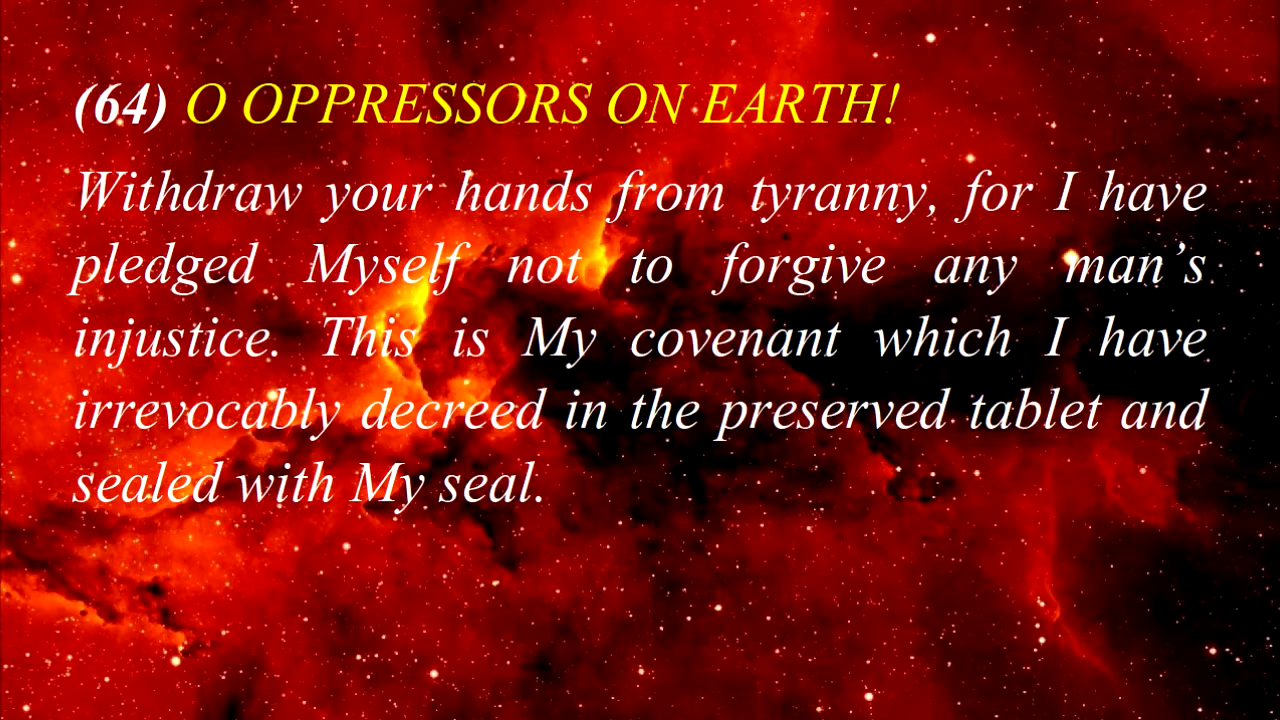 (64) O OPPRESSORS ON EARTH!
Withdraw your hands from tyranny, for I have
pledged Myself not to forgive any man’s
injustice. This is My covenant which I have
irrevocably decreed in the preserved tablet and
sealed with My seal.